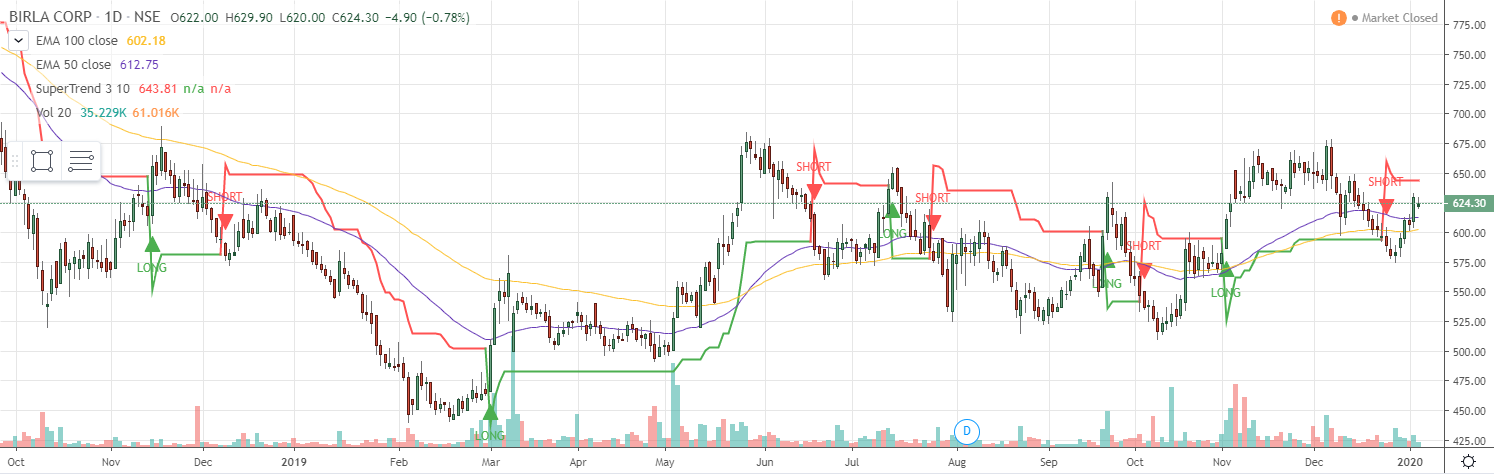 BIRLA CORP · 1D · NSE O622.00 H629.90 L620.00 C624.30 −4.90 (−0.78%)
! Market Closed
EMA 100 close 602.18
EMA 50 close 612.75
SuperTrend 3 10 643.81 n/a n/a
Vol 20 35.229K 61.016K
775.00
750.00
725.00
700.00
675.00
650.00
624.30
600.00
575.00
550.00
525.00
500.00
475.00
450.00
425.00
SHORT
SHORT
SHORT
SHORT
SHORT
LONG
LONG
LONG
LONG
LONG
D
Oct Nov Dec 2019 Feb Mar Apr May Jun Jul Aug Sep Oct Nov Dec 2020